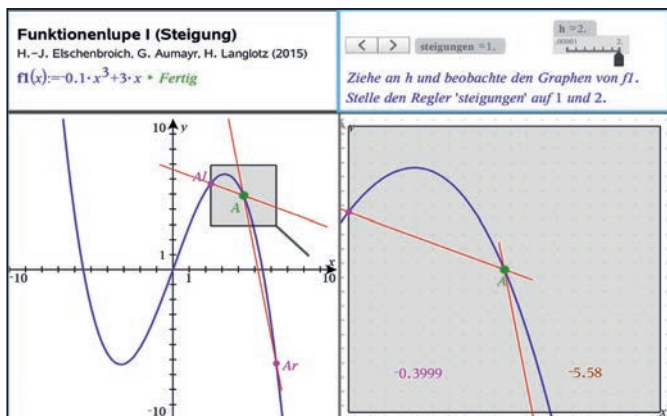 Funktionenlupe I (Steigung)
H.-J. Elschenbroich, G. Aumayr, H. Langlotz (2015)
f1(x):=-0.1·x³+3·x ▸ Fertig
steigungen =1.
h =2.
.00001 2.
Ziehe an h und beobachte den Graphen von f1.
Stelle den Regler 'steigungen' auf 1 und 2.
10 y
Al
A
1
-10 1 x 10
Ar
-10
y
A
-0.3999 -5.58
x